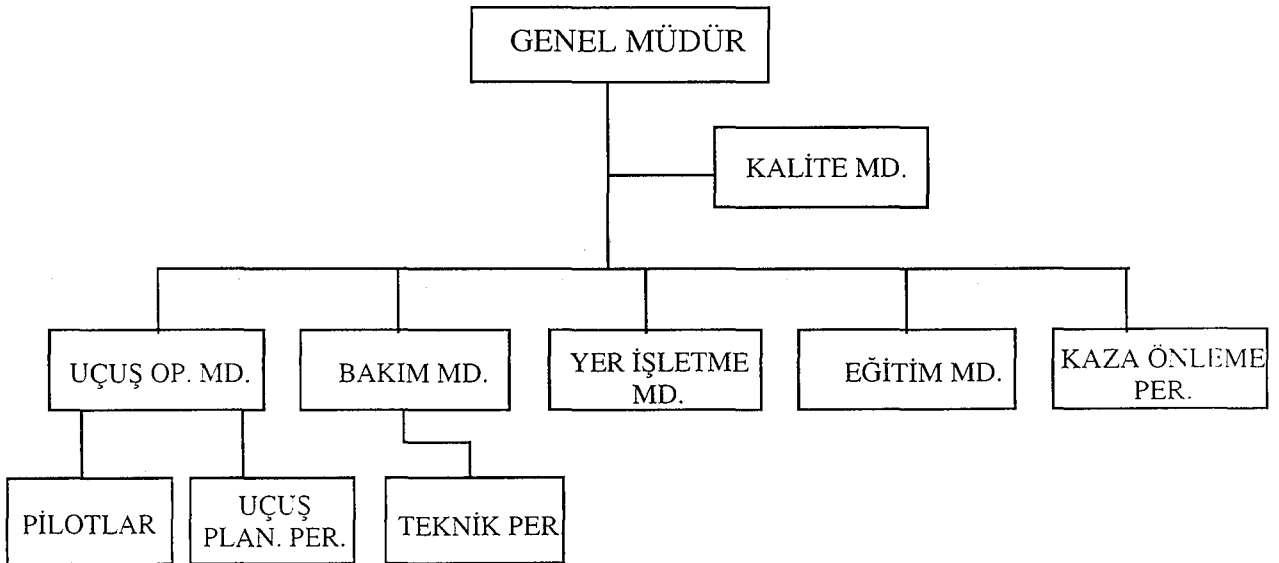 GENEL MÜDÜR
KALİTE MD.
UÇUŞ OP. MD.
BAKIM MD.
YER İŞLETME
MD.
EĞİTİM MD.
KAZA ÖNLEME
PER.
PİLOTLAR
UÇUŞ
PLAN. PER.
TEKNİK PER